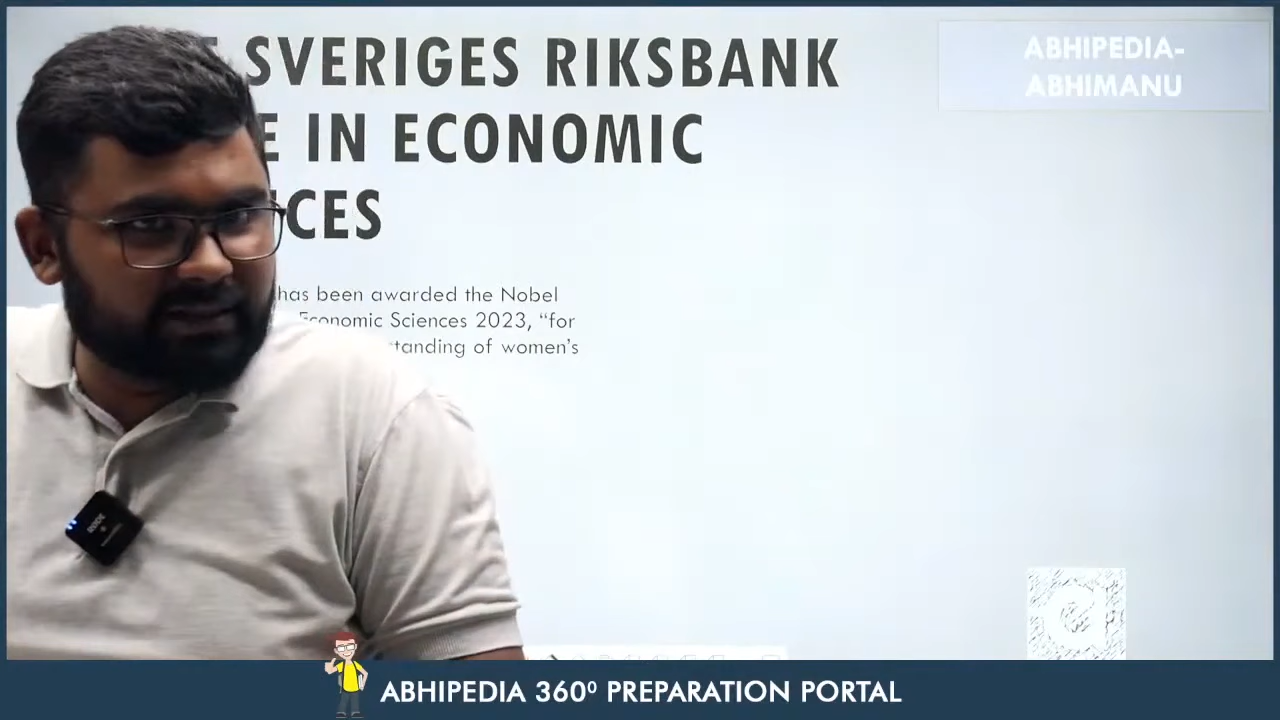 SVERIGES RIKSBANK
E IN ECONOMIC
CES
has been awarded the Nobel
Economic Sciences 2023, “for
standing of women’s
ABHIPEDIA-
ABHIMANU
ABHIPEDIA 360⁰ PREPARATION PORTAL